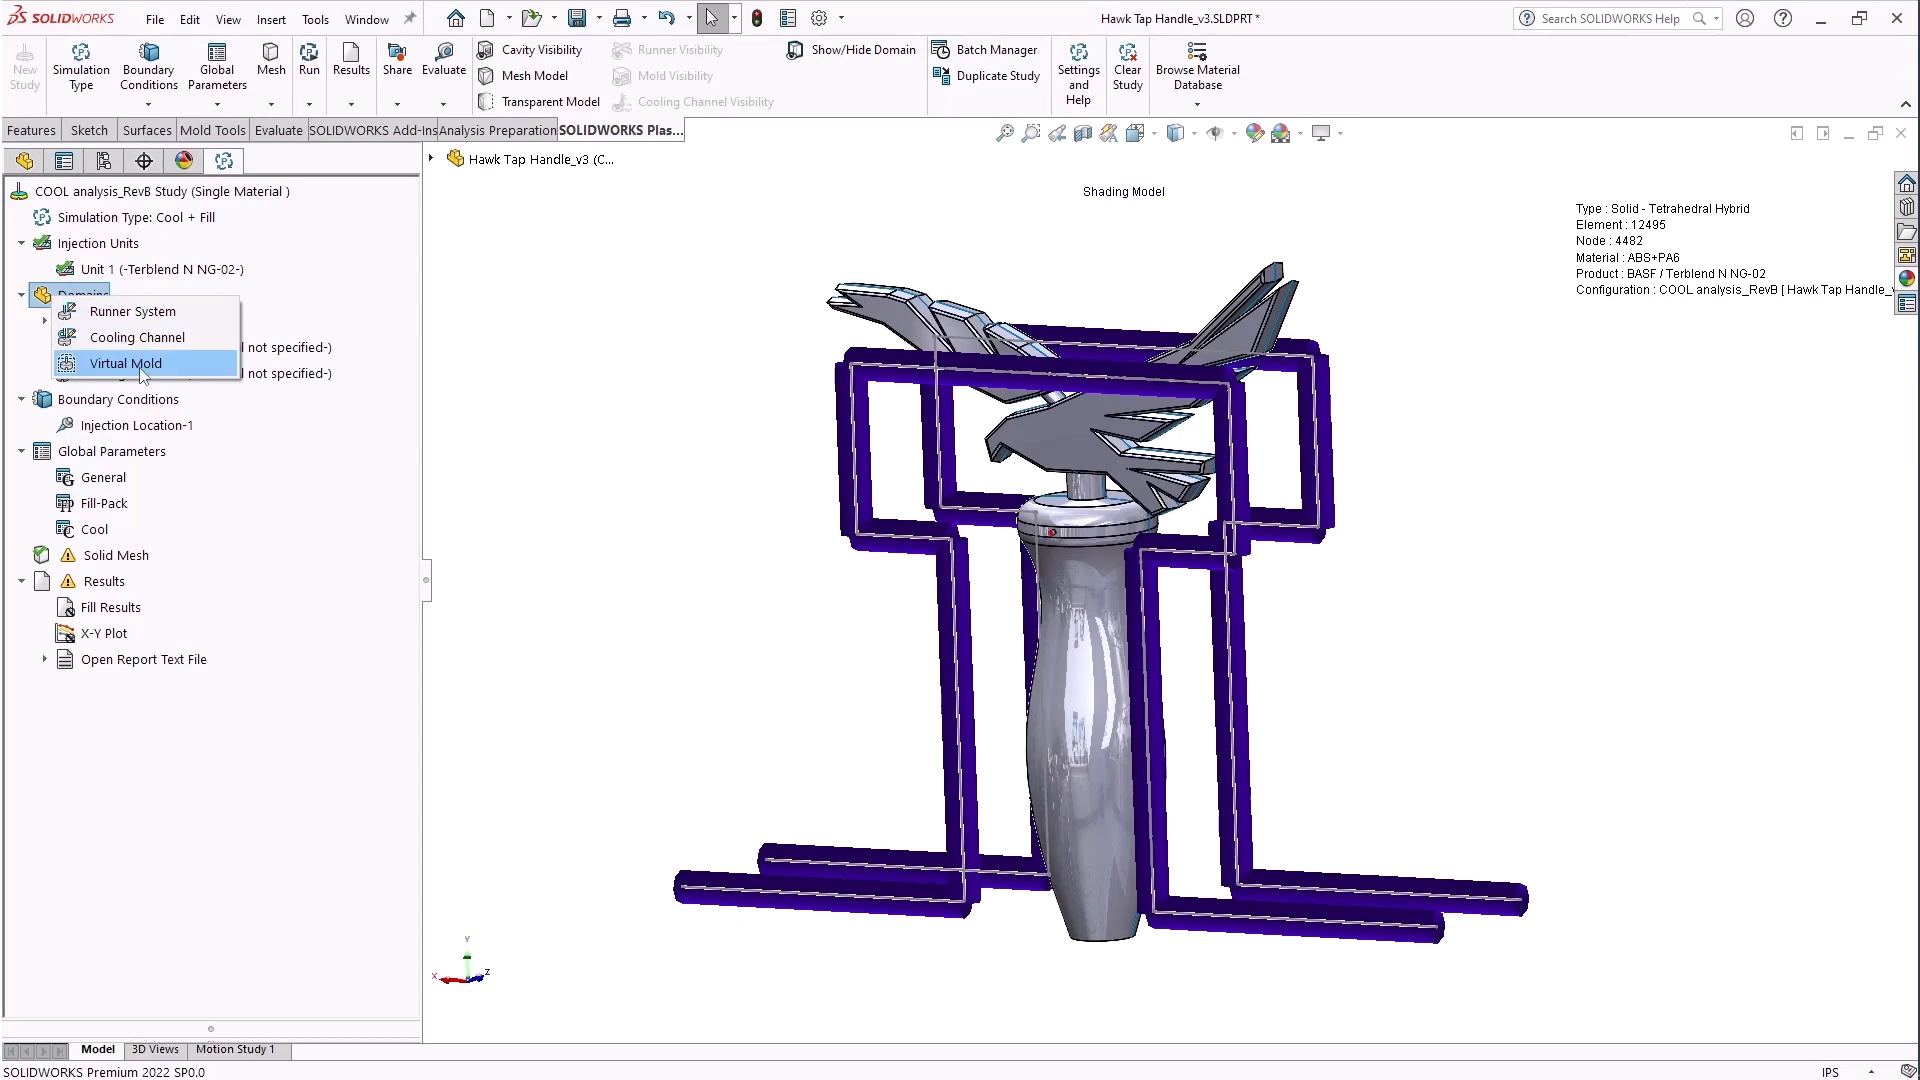 SOLIDWORKS File Edit View Insert Tools Window Hawk Tap Handle_v3.SLDPRT * Search SOLIDWORKS Help
New Study
Simulation Type
Boundary Conditions
Global Parameters
Mesh
Run
Results
Share
Evaluate
Cavity Visibility
Mesh Model
Transparent Model
Runner Visibility
Mold Visibility
Cooling Channel Visibility
Show/Hide Domain
Batch Manager
Duplicate Study
Settings and Help
Clear Study
Browse Material Database
Features Sketch Surfaces Mold Tools Evaluate SOLIDWORKS Add-Ins Analysis Preparation SOLIDWORKS Plas...
Hawk Tap Handle_v3 (C...
Shading Model
Type : Solid - Tetrahedral Hybrid
Element : 12495
Node : 4482
Material : ABS+PA6
Product : BASF / Terblend N NG-02
Configuration : COOL analysis_RevB [ Hawk Tap Handle_v
COOL analysis_RevB Study (Single Material )
Simulation Type: Cool + Fill
Injection Units
Unit 1 (-Terblend N NG-02-)
Domains
Runner System
Cooling Channel
l not specified-)
Virtual Mold
l not specified-)
Boundary Conditions
Injection Location-1
Global Parameters
General
Fill-Pack
Cool
Solid Mesh
Results
Fill Results
X-Y Plot
Open Report Text File
Y
X
Z
Model 3D Views Motion Study 1
SOLIDWORKS Premium 2022 SP0.0 IPS